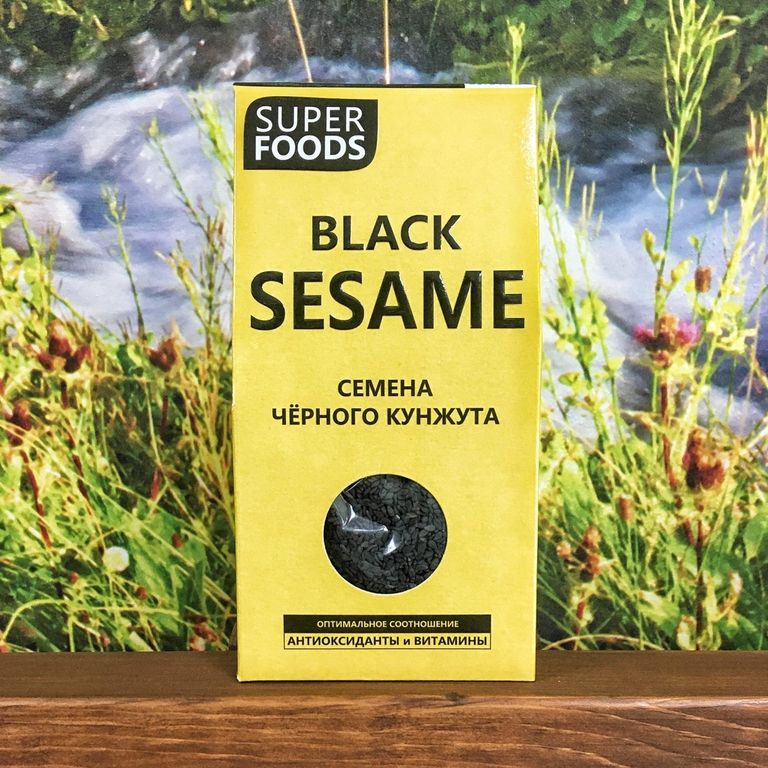 SUPER
FOODS
BLACK
SESAME
СЕМЕНА
ЧЁРНОГО КУНЖУТА
ОПТИМАЛЬНОЕ СООТНОШЕНИЕ
АНТИОКСИДАНТЫ и ВИТАМИНЫ